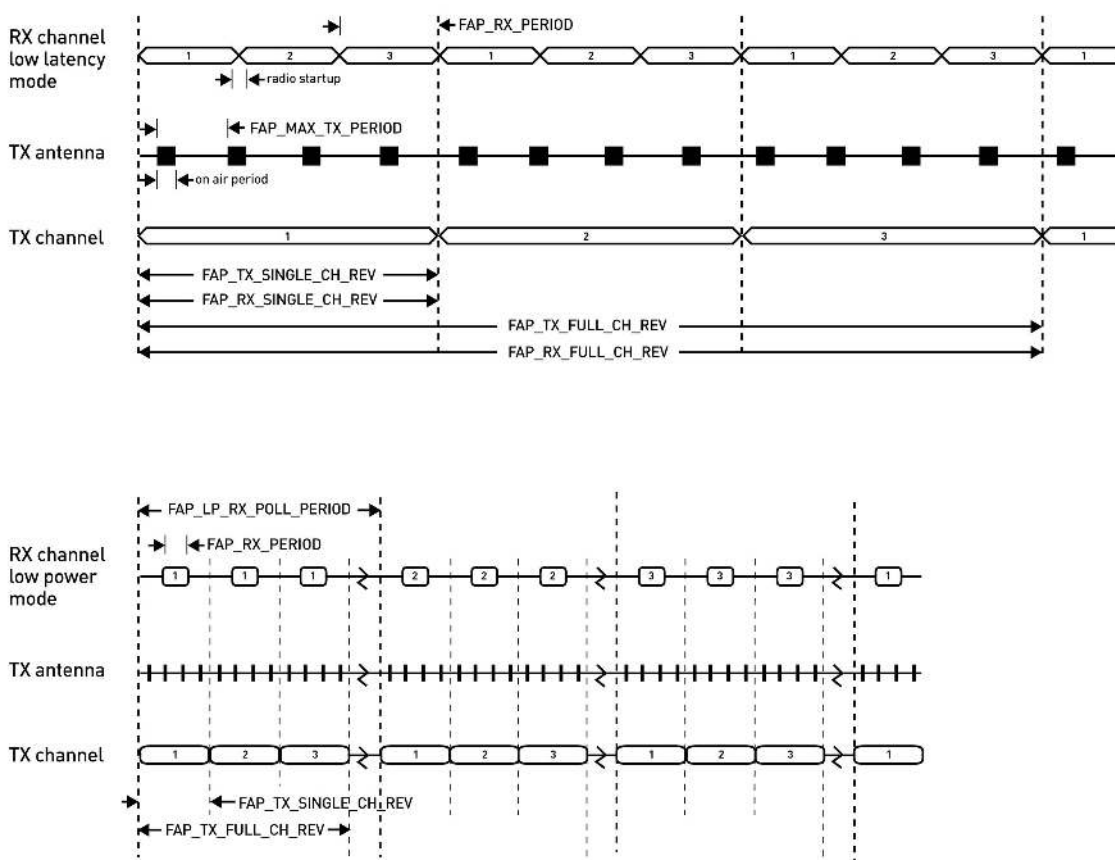 RX channel
low latency
mode
FAP_RX_PERIOD
1 2 3 1 2 3 1 2 3 1
radio startup
FAP_MAX_TX_PERIOD
TX antenna
on air period
TX channel
1 2 3 1
FAP_TX_SINGLE_CH_REV
FAP_RX_SINGLE_CH_REV
FAP_TX_FULL_CH_REV
FAP_RX_FULL_CH_REV
FAP_LP_RX_POLL_PERIOD
RX channel
low power
mode
FAP_RX_PERIOD
1 1 1 2 2 2 3 3 3 1
TX antenna
TX channel
1 2 3 1 2 3 1 2 3 1
FAP_TX_SINGLE_CH_REV
FAP_TX_FULL_CH_REV